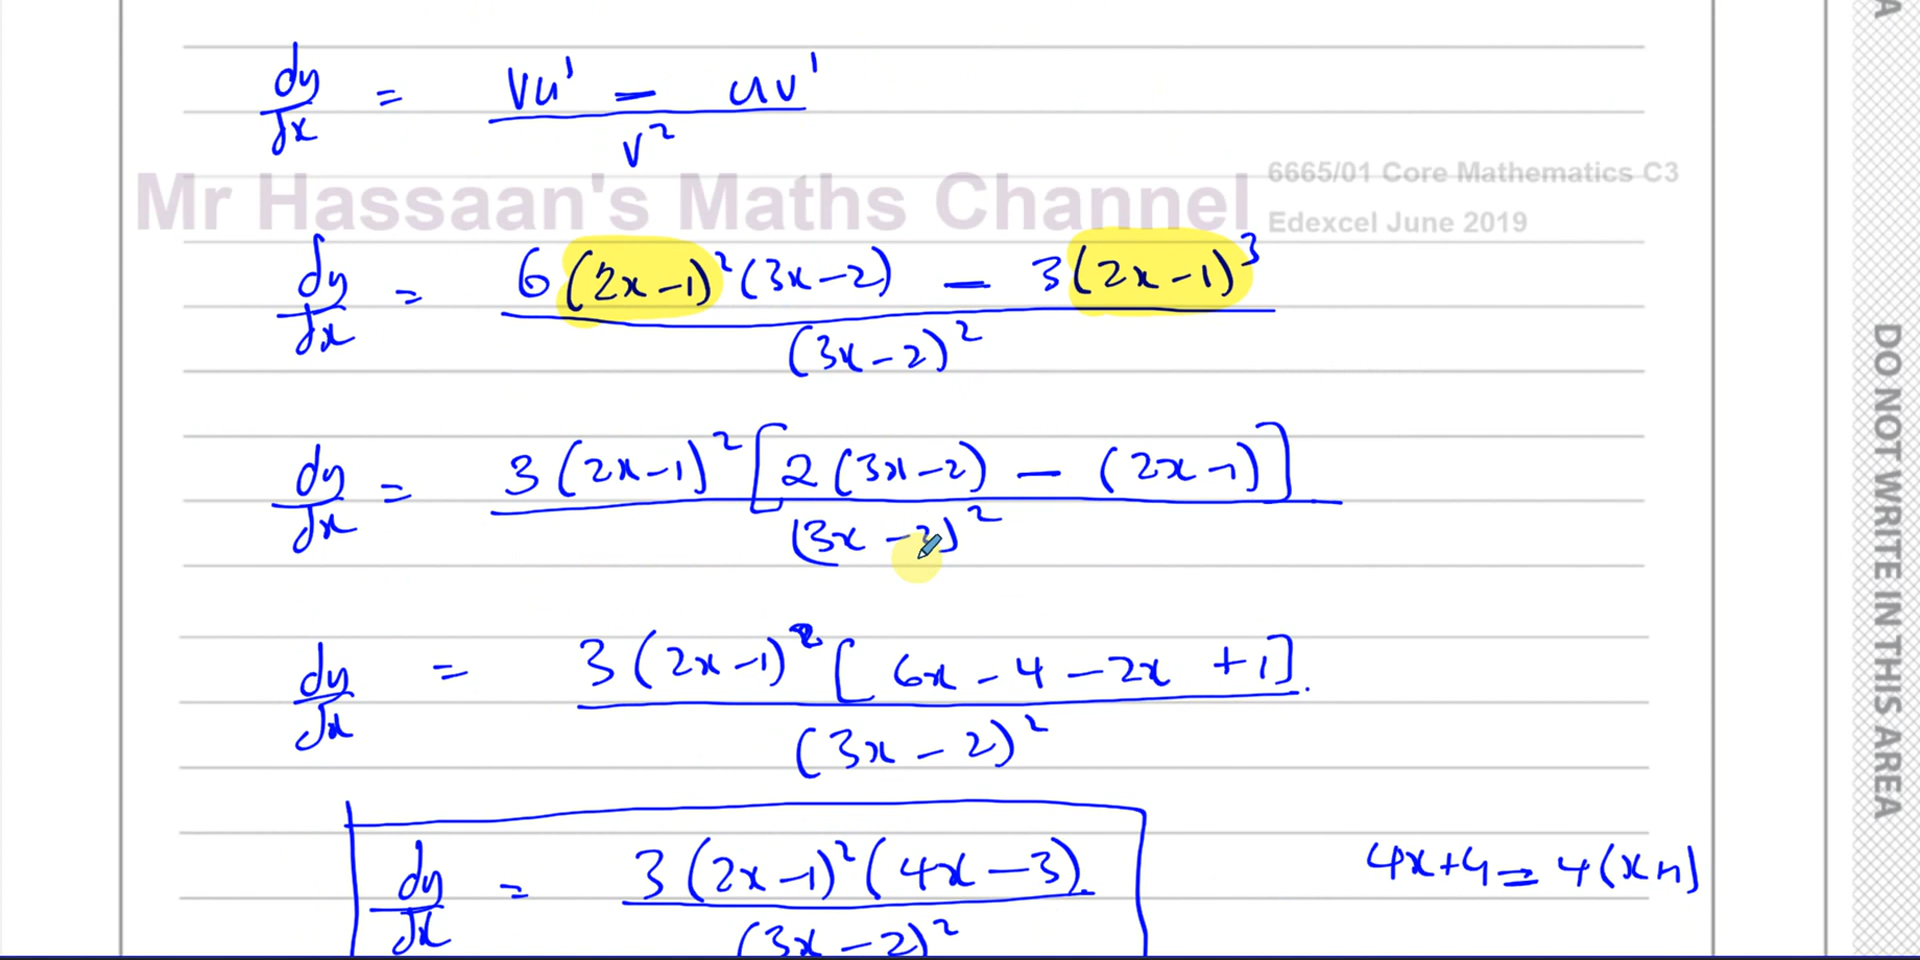 dy/dx = (vu' - uv') / v²
Mr Hassaan's Maths Channel
6665/01 Core Mathematics C3
Edexcel June 2019
dy/dx = (6(2x-1)²(3x-2) - 3(2x-1)³) / (3x-2)²
dy/dx = 3(2x-1)²[2(3x-2) - (2x-1)] / (3x-2)²
dy/dx = 3(2x-1)²[6x-4-2x+1] / (3x-2)²
dy/dx = 3(2x-1)²(4x-3) / (3x-2)²
4x+4 = 4(x+1)
DO NOT WRITE IN THIS AREA
A